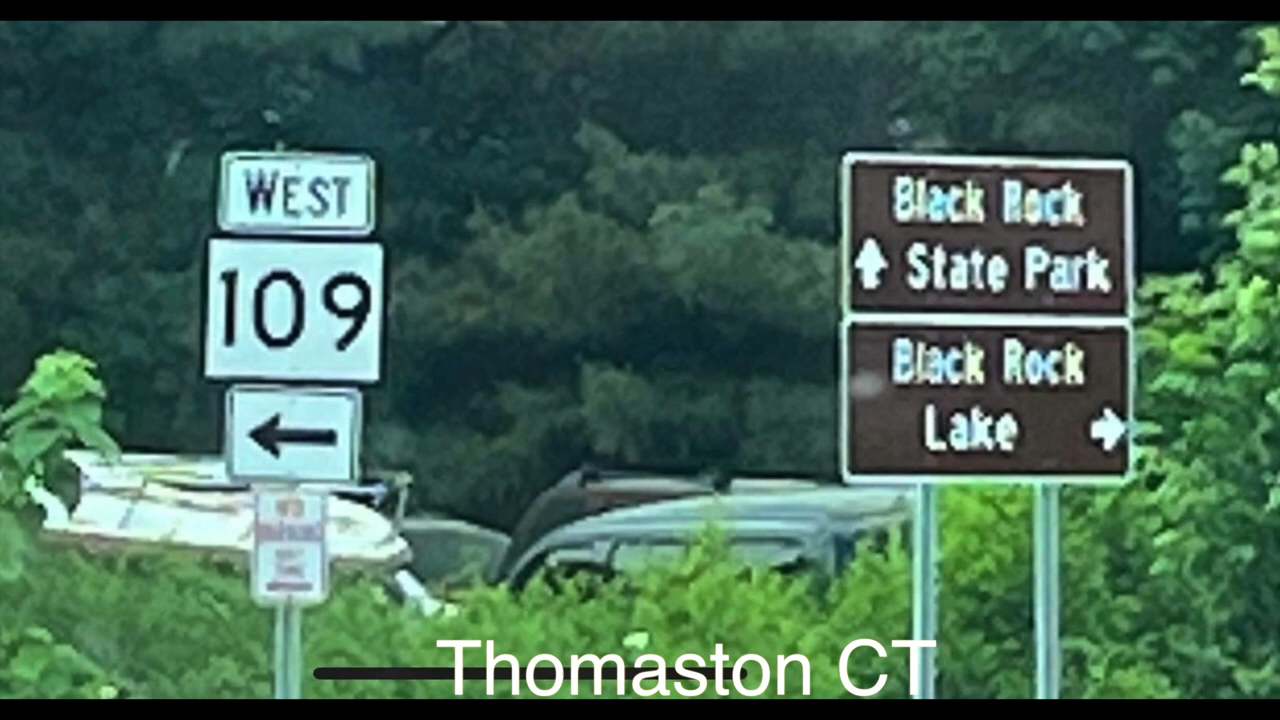 WEST
109
Black Rock
State Park
Black Rock
Lake
Thomaston CT